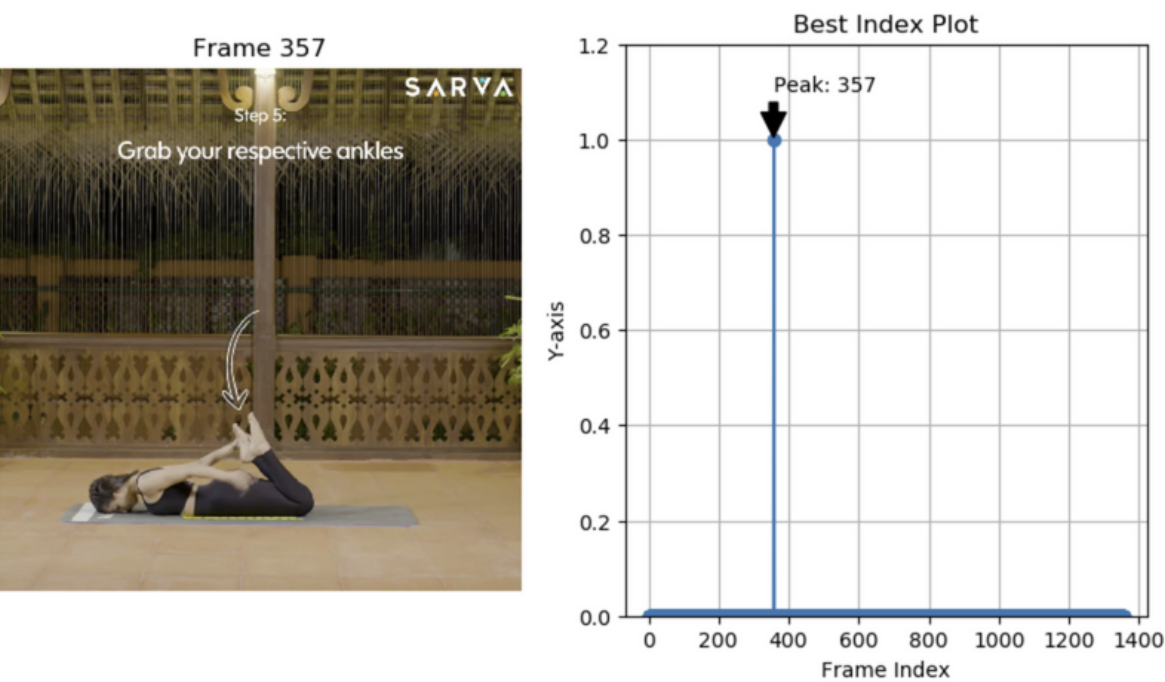 Frame 357
SARVA
Step 5:
Grab your respective ankles
Best Index Plot
1.2
1.0
0.8
0.6
0.4
0.2
0.0
Y-axis
Peak: 357
0 200 400 600 800 1000 1200 1400
Frame Index